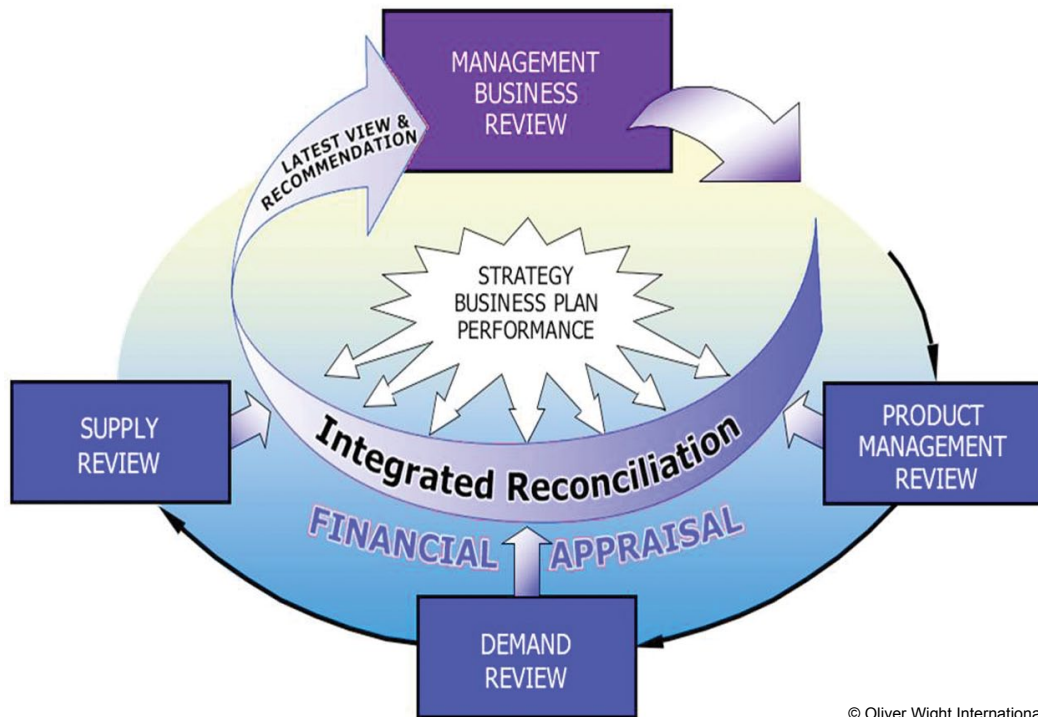 MANAGEMENT
BUSINESS
REVIEW
LATEST VIEW &
RECOMMENDATION
STRATEGY
BUSINESS PLAN
PERFORMANCE
SUPPLY
REVIEW
PRODUCT
MANAGEMENT
REVIEW
Integrated Reconciliation
FINANCIAL APPRAISAL
DEMAND
REVIEW
© Oliver Wight International